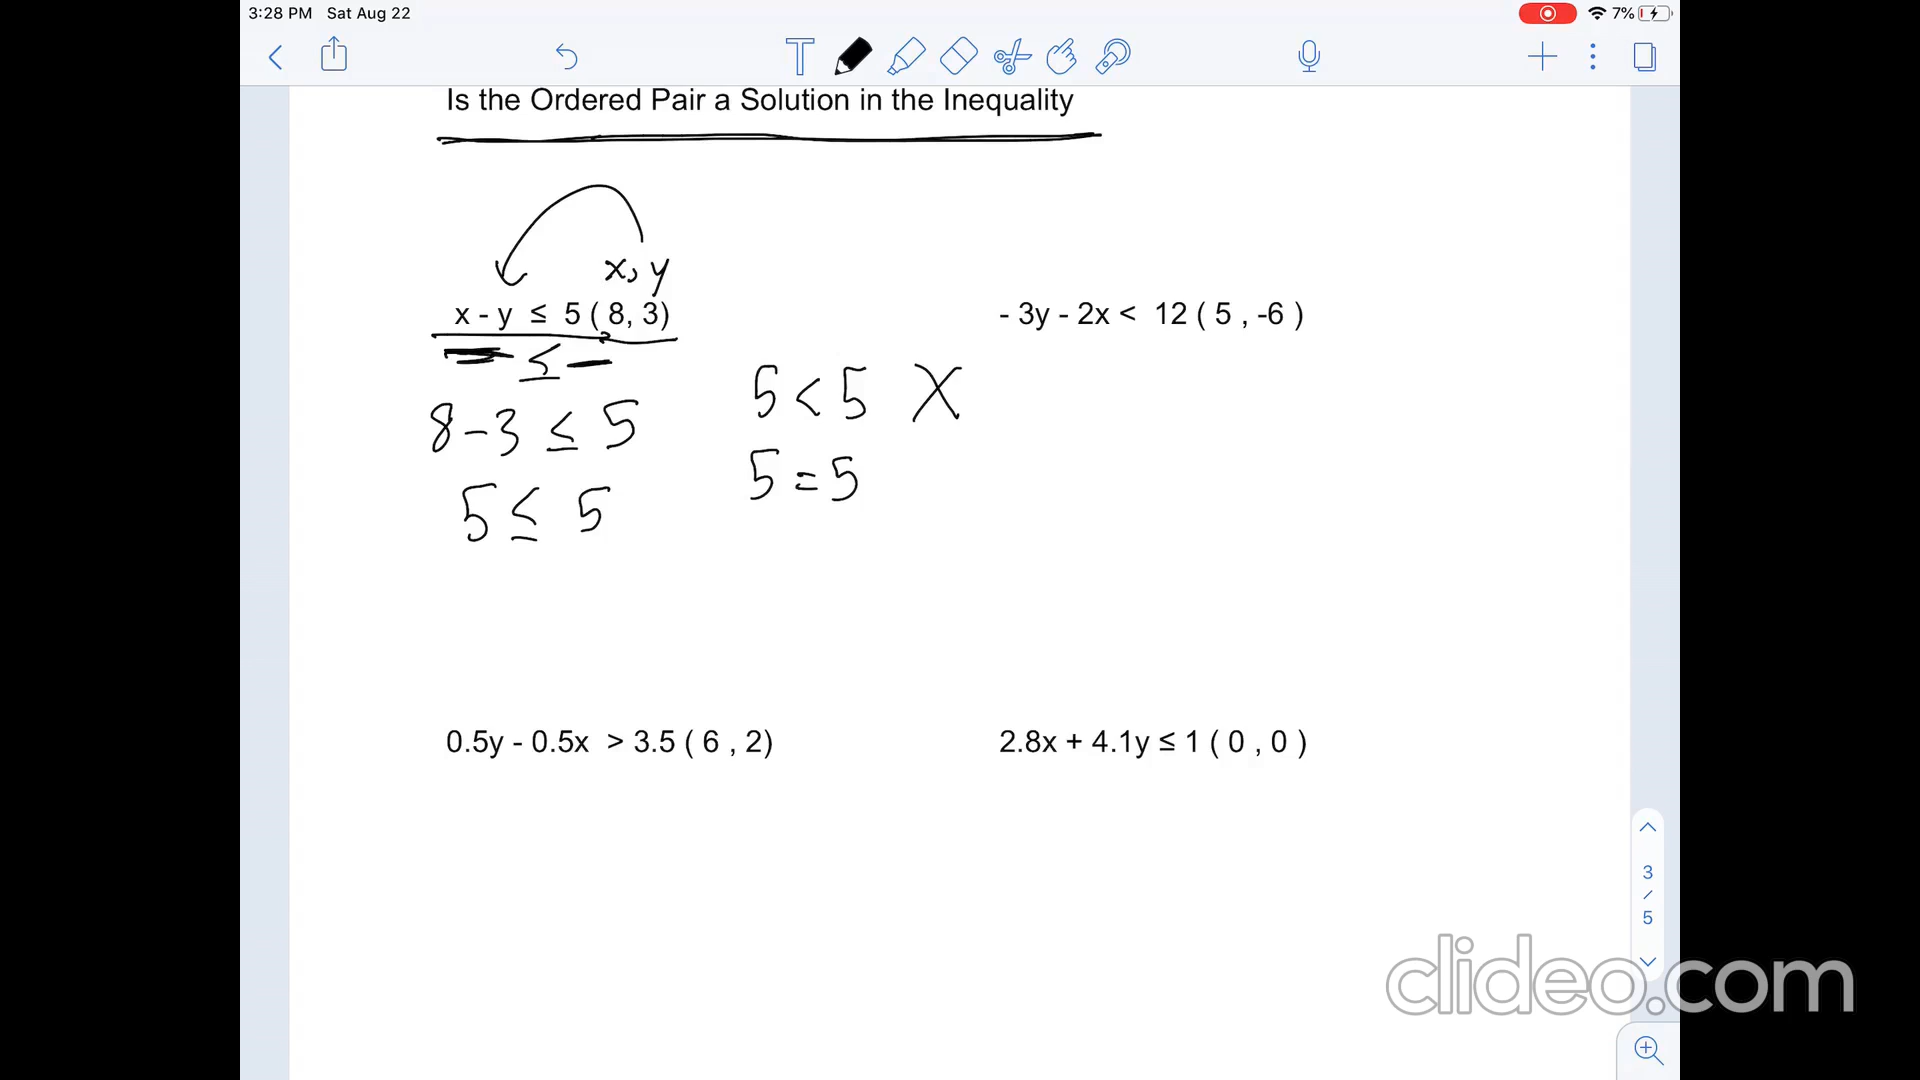 3:28 PM Sat Aug 22
7%
T
Is the Ordered Pair a Solution in the Inequality
x, y
x - y ≤ 5 ( 8, 3)
- 3y - 2x < 12 ( 5 , -6 )
≤
8 - 3 ≤ 5
5 ≤ 5
5 < 5 X
5 = 5
0.5y - 0.5x > 3.5 ( 6 , 2)
2.8x + 4.1y ≤ 1 ( 0 , 0 )
3
/
5
clideo.com